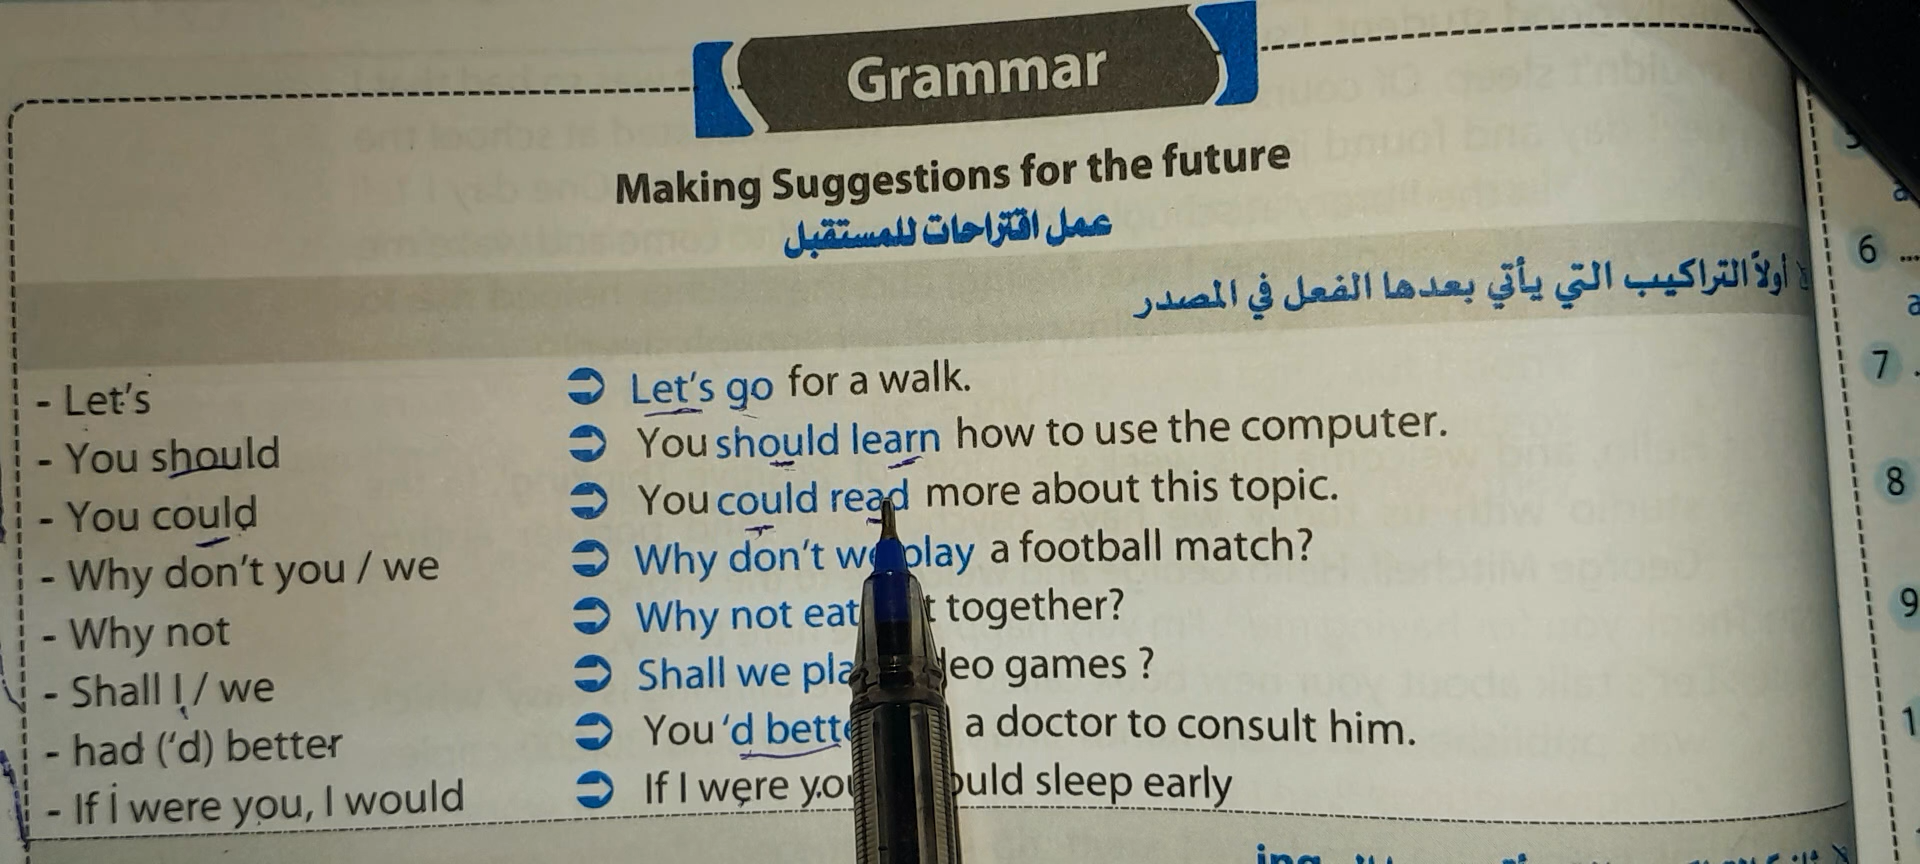 Grammar
Making Suggestions for the future
عمل اقتراحات للمستقبل
أولاً التراكيب التي يأتي بعدها الفعل في المصدر
- Let's ➲ Let's go for a walk.
- You should ➲ You should learn how to use the computer.
- You could ➲ You could read more about this topic.
- Why don't you / we ➲ Why don't we play a football match?
- Why not ➲ Why not eat together?
- Shall I / we ➲ Shall we games ?
- had ('d) better ➲ You 'd a doctor to consult him.
- If i were you, I would ➲ If I were sleep early
ing
6 ...
7
8
9